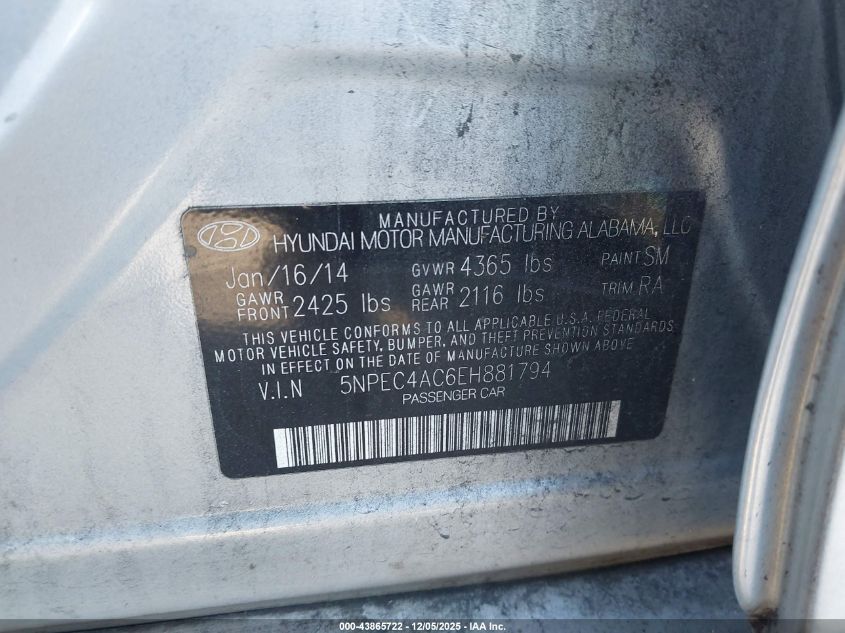 MANUFACTURED BY
HYUNDAI MOTOR MANUFACTURING ALABAMA, LLC
Jan/16/14 GVWR 4365 lbs PAINT SM
GAWR FRONT 2425 lbs GAWR REAR 2116 lbs TRIM RA
THIS VEHICLE CONFORMS TO ALL APPLICABLE U.S.A. FEDERAL
MOTOR VEHICLE SAFETY, BUMPER, AND THEFT PREVENTION STANDARDS
IN EFFECT ON THE DATE OF MANUFACTURE SHOWN ABOVE
V.I.N 5NPEC4AC6EH881794
PASSENGER CAR
000-43865722 - 12/05/2025 - IAA Inc.